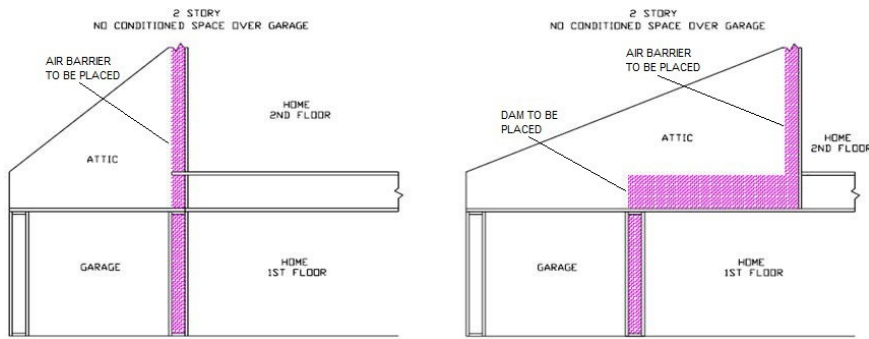 2 STORY
NO CONDITIONED SPACE OVER GARAGE
AIR BARRIER
TO BE PLACED
HOME
2ND FLOOR
ATTIC
GARAGE
HOME
1ST FLOOR
2 STORY
NO CONDITIONED SPACE OVER GARAGE
AIR BARRIER
TO BE PLACED
DAM TO BE
PLACED
ATTIC
HOME
2ND FLOOR
GARAGE
HOME
1ST FLOOR